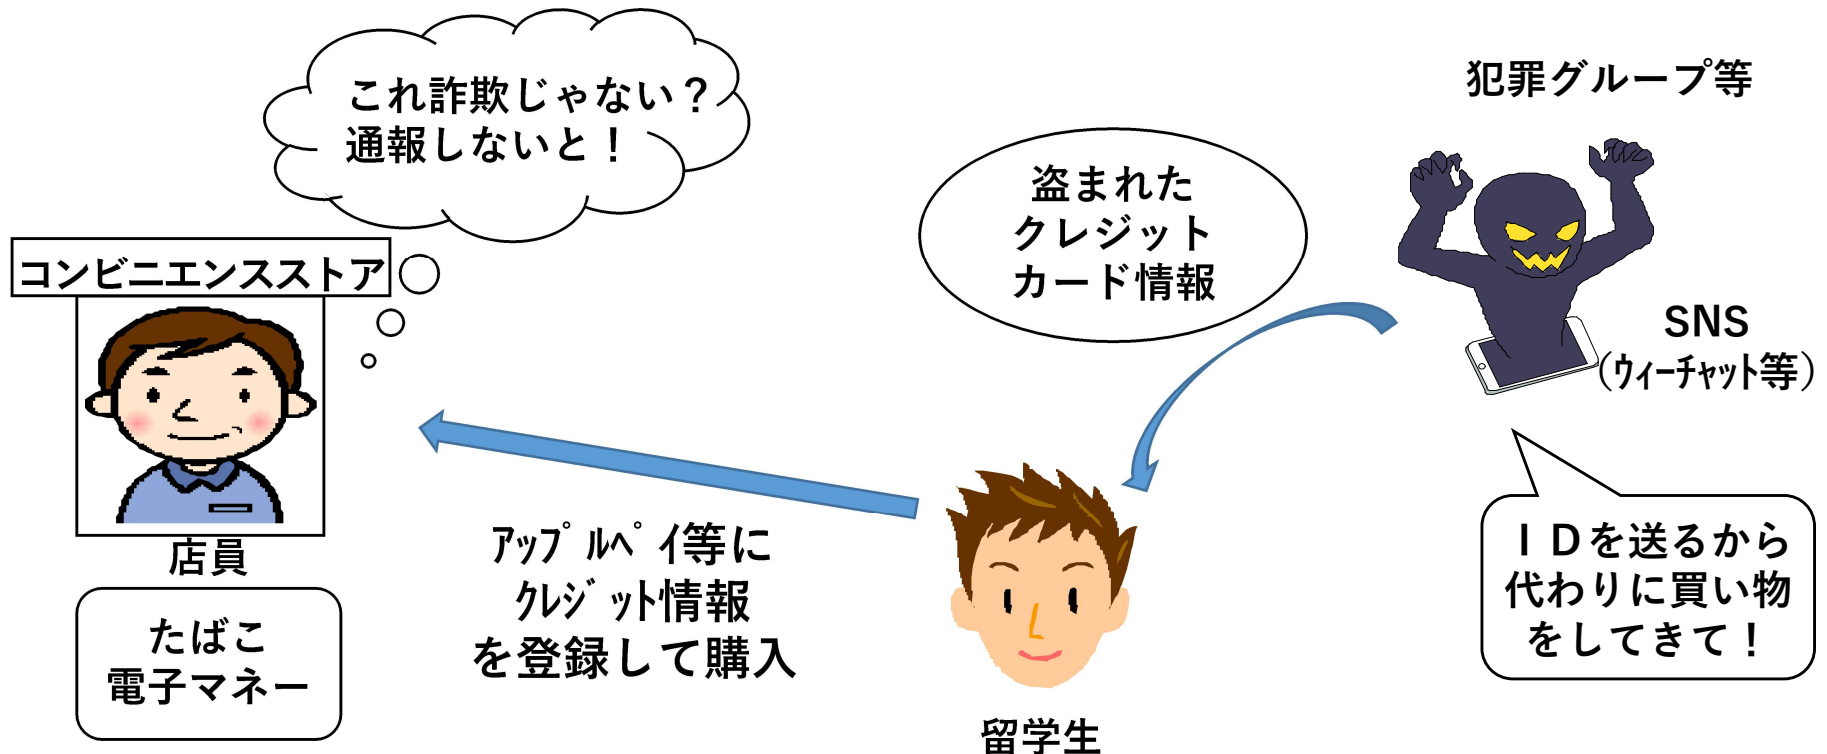 これ詐欺じゃない？
通報しないと！
コンビニエンスストア
店員
たばこ
電子マネー
ｱｯﾌﾟﾙﾍﾟｲ等に
ｸﾚｼﾞｯﾄ情報
を登録して購入
盗まれた
クレジット
カード情報
留学生
犯罪グループ等
SNS
（ｳｨｰﾁｬｯﾄ等）
ＩＤを送るから
代わりに買い物
をしてきて！